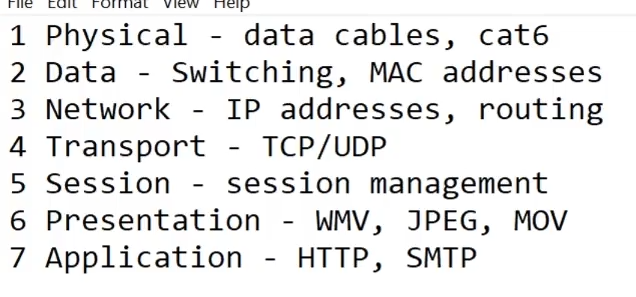 File Edit Format View Help
1 Physical - data cables, cat6
2 Data - Switching, MAC addresses
3 Network - IP addresses, routing
4 Transport - TCP/UDP
5 Session - session management
6 Presentation - WMV, JPEG, MOV
7 Application - HTTP, SMTP